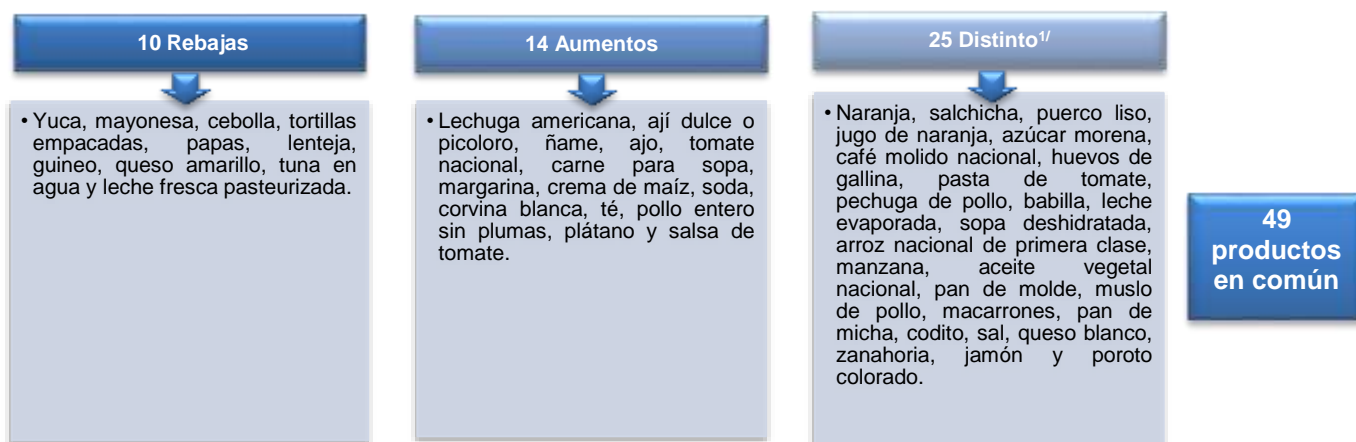 10 Rebajas
• Yuca, mayonesa, cebolla, tortillas
empacadas, papas, lenteja,
guineo, queso amarillo, tuna en
agua y leche fresca pasteurizada.
14 Aumentos
• Lechuga americana, ají dulce o
picoloro, ñame, ajo, tomate
nacional, carne para sopa,
margarina, crema de maíz, soda,
corvina blanca, té, pollo entero
sin plumas, plátano y salsa de
tomate.
25 Distinto1/
• Naranja, salchicha, puerco liso,
jugo de naranja, azúcar morena,
café molido nacional, huevos de
gallina, pasta de tomate,
pechuga de pollo, babilla, leche
evaporada, sopa deshidratada,
arroz nacional de primera clase,
manzana, aceite vegetal
nacional, pan de molde, muslo
de pollo, macarrones, pan de
micha, codito, sal, queso blanco,
zanahoria, jamón y poroto
colorado.
49
productos
en común